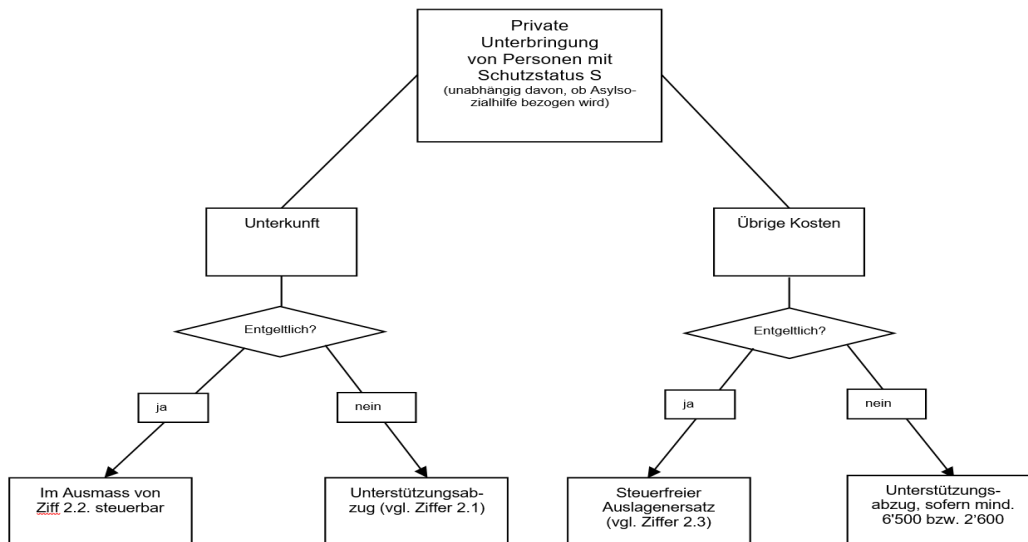 Private
Unterbringung
von Personen mit
Schutzstatus S
(unabhängig davon, ob Asylso-
zialhilfe bezogen wird)
Unterkunft
Übrige Kosten
Entgeltlich?
Entgeltlich?
ja
nein
ja
nein
Im Ausmass von
Ziff 2.2. steuerbar
Unterstützungsab-
zug (vgl. Ziffer 2.1)
Steuerfreier
Auslagenersatz
(vgl. Ziffer 2.3)
Unterstützungs-
abzug, sofern mind.
6'500 bzw. 2'600